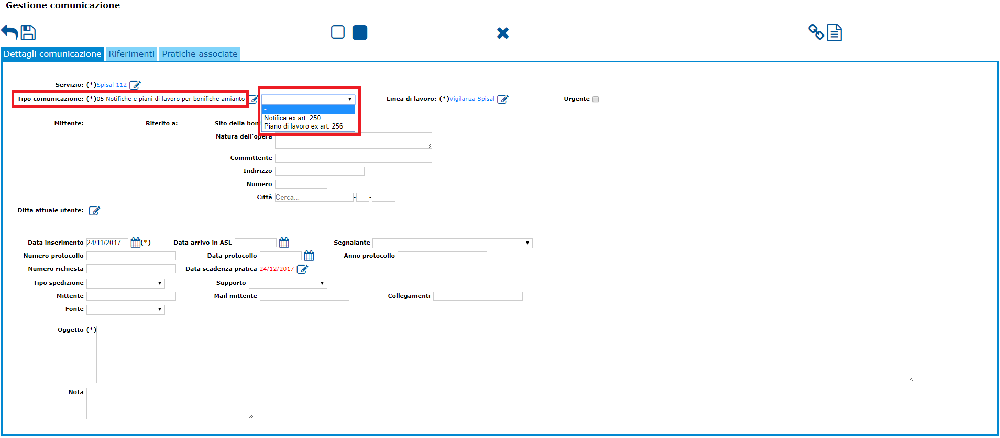 Gestione comunicazione
Dettagli comunicazione Riferimenti Pratiche associate
Servizio: (*)Spisal 112
Tipo comunicazione: (*)05 Notifiche e piani di lavoro per bonifiche amianto - Linea di lavoro: (*)Vigilanza Spisal Urgente
-
Notifica ex art. 250
Piano di lavoro ex art. 256
Mittente: Riferito a: Sito della
Natura dell'opera
Committente
Indirizzo
Numero
Città Cerca... - -
Ditta attuale utente:
Data inserimento 24/11/2017 (*) Data arrivo in ASL Segnalante -
Numero protocollo Data protocollo Anno protocollo
Numero richiesta Data scadenza pratica 24/12/2017
Tipo spedizione - Supporto -
Mittente Mail mittente Collegamenti
Fonte -
Oggetto (*)
Nota